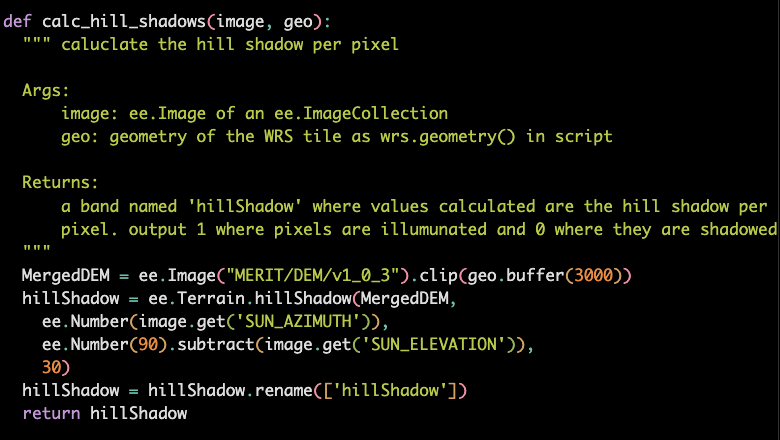 def calc_hill_shadows(image, geo):
""" caluclate the hill shadow per pixel
Args:
image: ee.Image of an ee.ImageCollection
geo: geometry of the WRS tile as wrs.geometry() in script
Returns:
a band named 'hillShadow' where values calculated are the hill shadow per
pixel. output 1 where pixels are illumunated and 0 where they are shadowed
"""
MergedDEM = ee.Image("MERIT/DEM/v1_0_3").clip(geo.buffer(3000))
hillShadow = ee.Terrain.hillShadow(MergedDEM,
ee.Number(image.get('SUN_AZIMUTH')),
ee.Number(90).subtract(image.get('SUN_ELEVATION')),
30)
hillShadow = hillShadow.rename(['hillShadow'])
return hillShadow